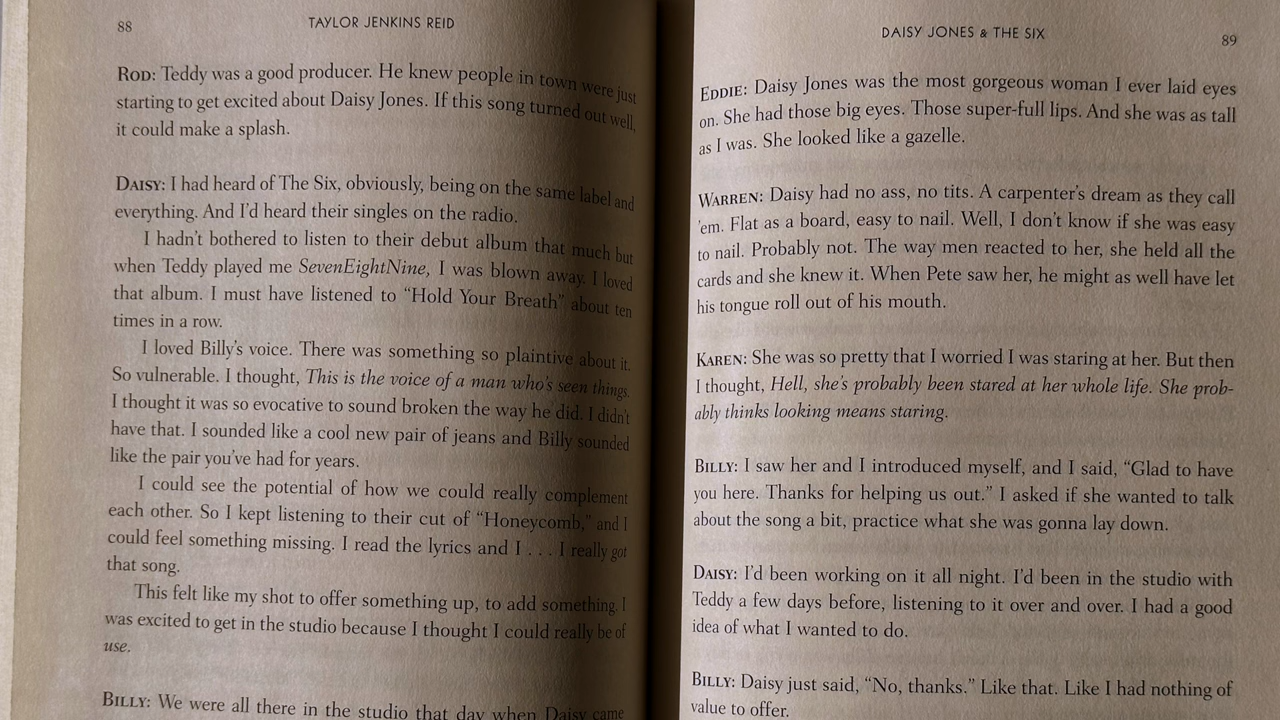 88
TAYLOR JENKINS REID
ROD: Teddy was a good producer. He knew people in town were just
starting to get excited about Daisy Jones. If this song turned out well,
it could make a splash.
DAISY: I had heard of The Six, obviously, being on the same label and
everything. And I'd heard their singles on the radio.
I hadn't bothered to listen to their debut album that much but
when Teddy played me SevenEightNine, I was blown away. I loved
that album. I must have listened to “Hold Your Breath” about ten
times in a row.
I loved Billy's voice. There was something so plaintive about it.
So vulnerable. I thought, This is the voice of a man who's seen things.
I thought it was so evocative to sound broken the way he did. I didn't
have that. I sounded like a cool new pair of jeans and Billy sounded
like the pair you've had for years.
I could see the potential of how we could really complement
each other. So I kept listening to their cut of “Honeycomb,” and I
could feel something missing. I read the lyrics and I . . . I really got
that song.
This felt like my shot to offer something up, to add something. I
was excited to get in the studio because I thought I could really be of
use.
BILLY: We were all there in the studio that day when Daisy came
DAISY JONES & THE SIX
89
EDDIE: Daisy Jones was the most gorgeous woman I ever laid eyes
on. She had those big eyes. Those super-full lips. And she was as tall
as I was. She looked like a gazelle.
WARREN: Daisy had no ass, no tits. A carpenter's dream as they call
'em. Flat as a board, easy to nail. Well, I don't know if she was easy
to nail. Probably not. The way men reacted to her, she held all the
cards and she knew it. When Pete saw her, he might as well have let
his tongue roll out of his mouth.
KAREN: She was so pretty that I worried I was staring at her. But then
I thought, Hell, she's probably been stared at her whole life. She prob-
ably thinks looking means staring.
BILLY: I saw her and I introduced myself, and I said, “Glad to have
you here. Thanks for helping us out.” I asked if she wanted to talk
about the song a bit, practice what she was gonna lay down.
DAISY: I'd been working on it all night. I'd been in the studio with
Teddy a few days before, listening to it over and over. I had a good
idea of what I wanted to do.
BILLY: Daisy just said, “No, thanks.” Like that. Like I had nothing of
value to offer.